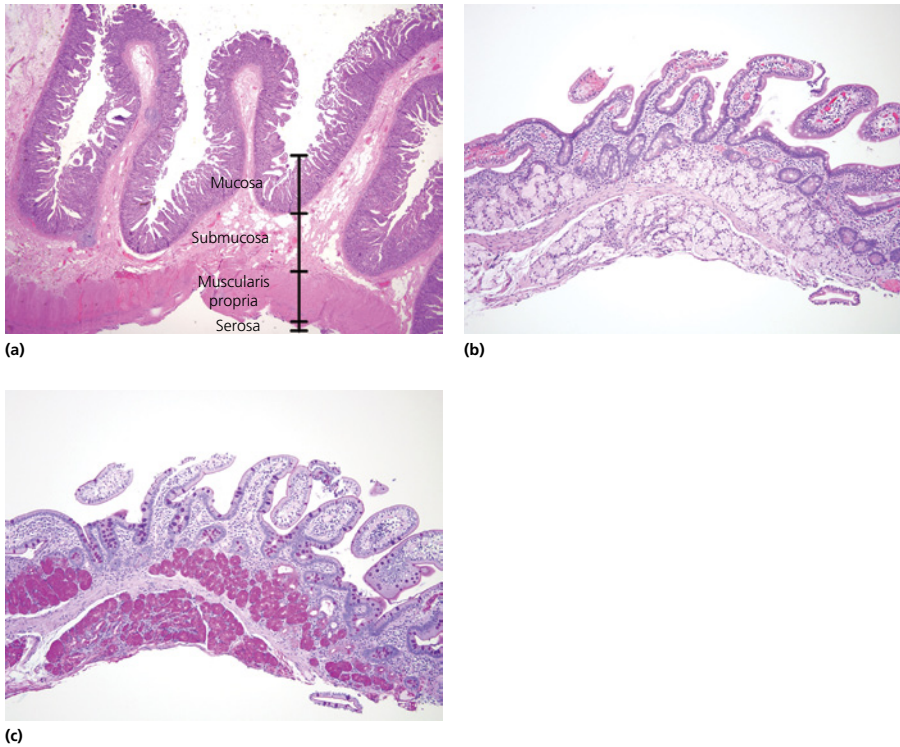 Mucosa
Submucosa
Muscularis
propria
Serosa
(a)
(b)
(c)